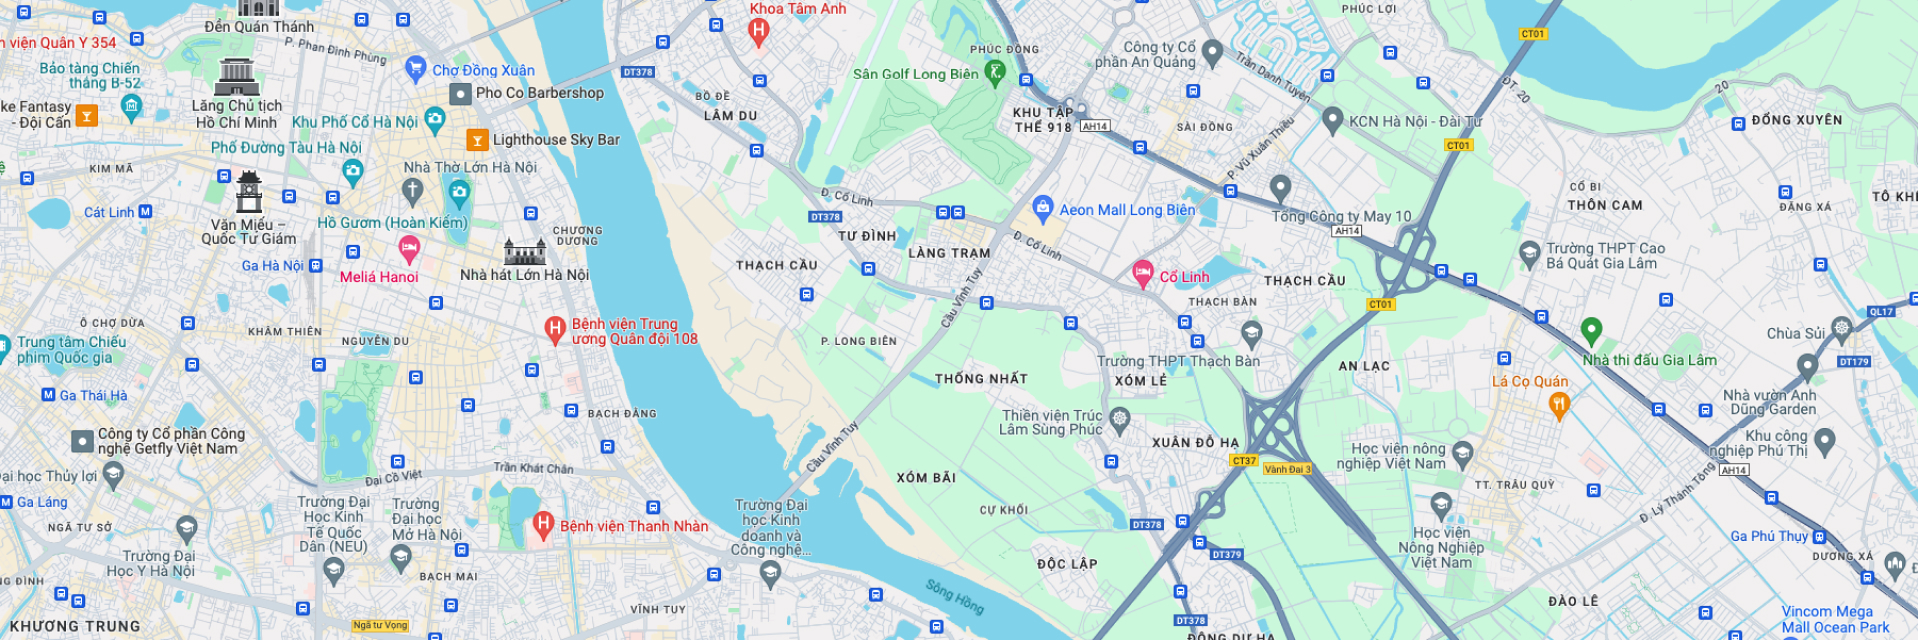 Đền Quán Thánh
n viện Quân Y 354
P. Phan Đình Phùng
Bảo tàng Chiến
thắng B-52
Chợ Đồng Xuân
Pho Co Barbershop
Lăng Chủ tịch
Hồ Chí Minh
ke Fantasy
- Đội Cấn
Khu Phố Cổ Hà Nội
Lighthouse Sky Bar
Phố Đường Tàu Hà Nội
KIM MÃ
Nhà Thờ Lớn Hà Nội
Cát Linh
Văn Miếu –
Quốc Tử Giám
Hồ Gươm (Hoàn Kiếm)
CHƯƠNG
DƯƠNG
Ga Hà Nội
Meliá Hanoi
Nhà hát Lớn Hà Nội
Ô CHỢ DỪA
KHÂM THIÊN
NGUYỄN DU
Trung tâm Chiếu
phim Quốc gia
Bệnh viện Trung
ương Quân đội 108
Ga Thái Hà
BẠCH ĐẰNG
Công ty Cổ phần Công
nghệ Getfly Việt Nam
Đại học Thủy lợi
Ga Láng
Đại Cồ Việt
Trần Khát Chân
NGÃ TƯ SỞ
Trường Đại
Học Kinh
Tế Quốc
Dân (NEU)
Trường
Đại học
Mở Hà Nội
Bệnh viện Thanh Nhàn
Trường Đại
học Kinh
doanh và
Công nghệ...
Trường Đại
Học Y Hà Nội
NG ĐÌNH
BẠCH MAI
KHƯƠNG TRUNG
Ngã tư Vọng
VĨNH TUY
Sông Hồng
Khoa Tâm Anh
DT378
BỒ ĐỀ
LÂM DU
Sân Golf Long Biên
PHÚC ĐỒNG
KHU TẬP
THỂ 918
AH14
Công ty Cổ
phần An Quảng
PHÚC LỢI
Trần Danh Tuyên
SÀI ĐỒNG
P. Vũ Xuân Thiều
KCN Hà Nội - Đài Tư
CT01
ĐT. 20
20
CT01
ĐỔNG XUYÊN
Đ. Cổ Linh
DT378
TƯ ĐÌNH
LÀNG TRẠM
Đ. Cổ Linh
Aeon Mall Long Biên
Tổng Công ty May 10
AH14
CỔ BI
THÔN CAM
ĐẶNG XÁ
TÔ KHÊ
THẠCH CẦU
Cổ Linh
THẠCH BÀN
THẠCH CẦU
CT01
Trường THPT Cao
Bá Quát Gia Lâm
QL17
Cầu Vĩnh Tuy
P. LONG BIÊN
Chùa Sủi
DT179
Trường THPT Thạch Bàn
THỐNG NHẤT
XÓM LẺ
AN LẠC
Nhà thi đấu Gia Lâm
Lá Cọ Quán
Nhà vườn Anh
Dũng Garden
Thiền viện Trúc
Lâm Sùng Phúc
XUÂN ĐỖ HẠ
Học viện nông
nghiệp Việt Nam
Khu công
nghiệp Phú Thị
Cầu Vĩnh Tuy
CT37
Vành Đai 3
AH14
XÓM BÃI
CỰ KHỐI
TT. TRÂU QUỲ
Đ. Lý Thánh Tông
DT378
Học viện
Nông Nghiệp
Việt Nam
Ga Phú Thụy
DƯƠNG XÁ
DT379
ĐỘC LẬP
ĐÀO LÊ
DT378
ĐÔNG DƯ HẠ
Vincom Mega
Mall Ocean Park